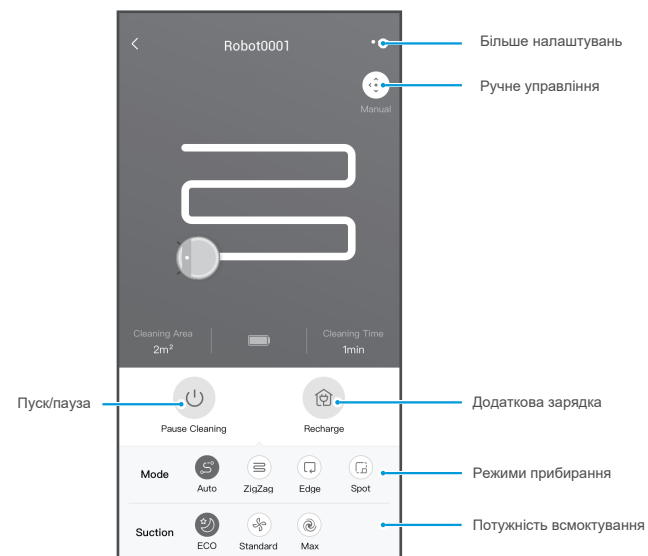 Robot0001
Більше налаштувань
Manual
Ручне управління
Cleaning Area
2m²
Cleaning Time
1min
Пуск/пауза
Pause Cleaning
Recharge
Додаткова зарядка
Mode
Auto
ZigZag
Edge
Spot
Режими прибирання
Suction
ECO
Standard
Max
Потужність всмоктування